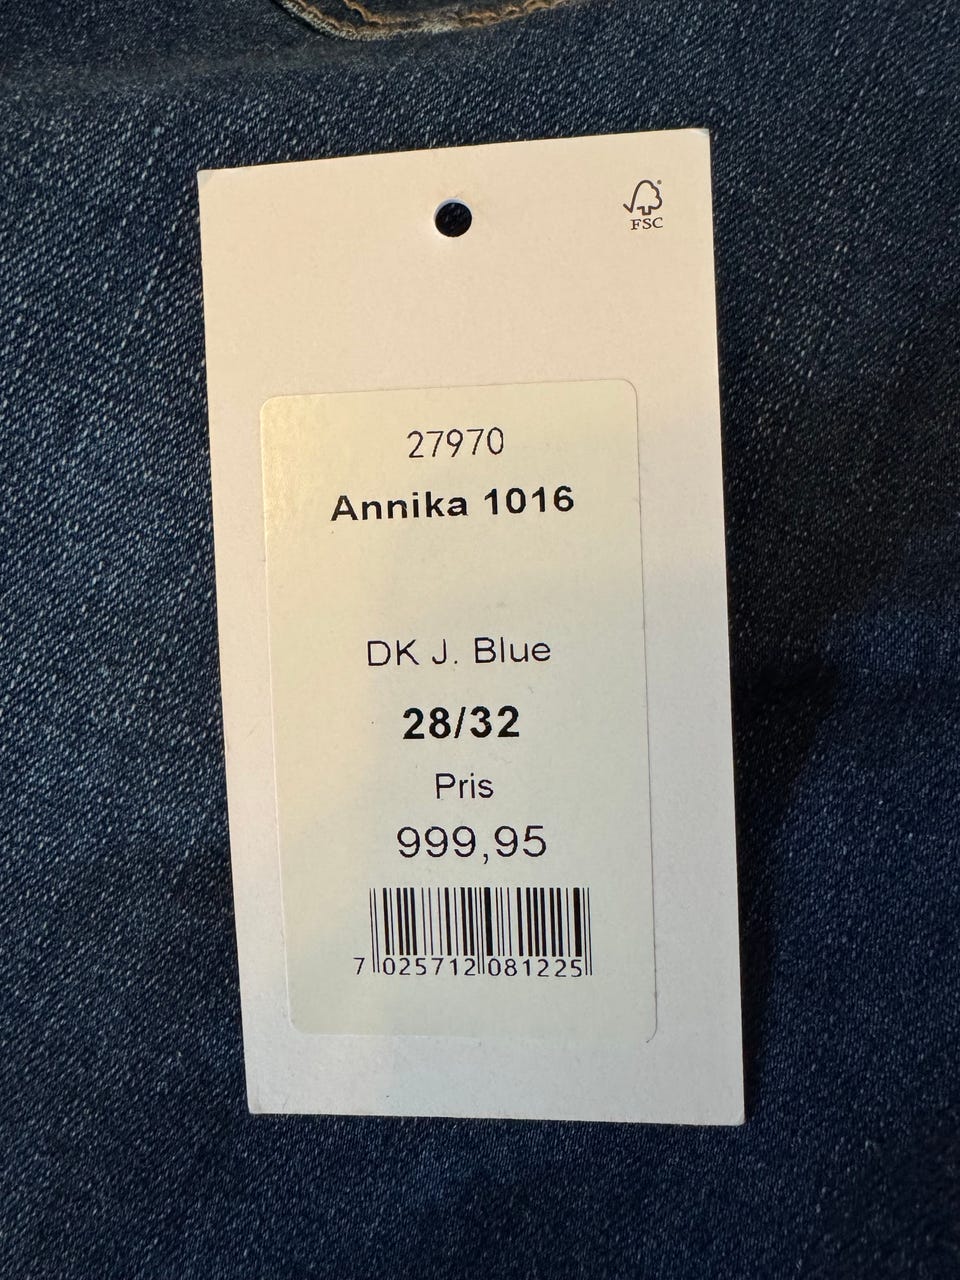 FSC
27970
Annika 1016
DK J. Blue
28/32
Pris
999,95
7 025712 081225